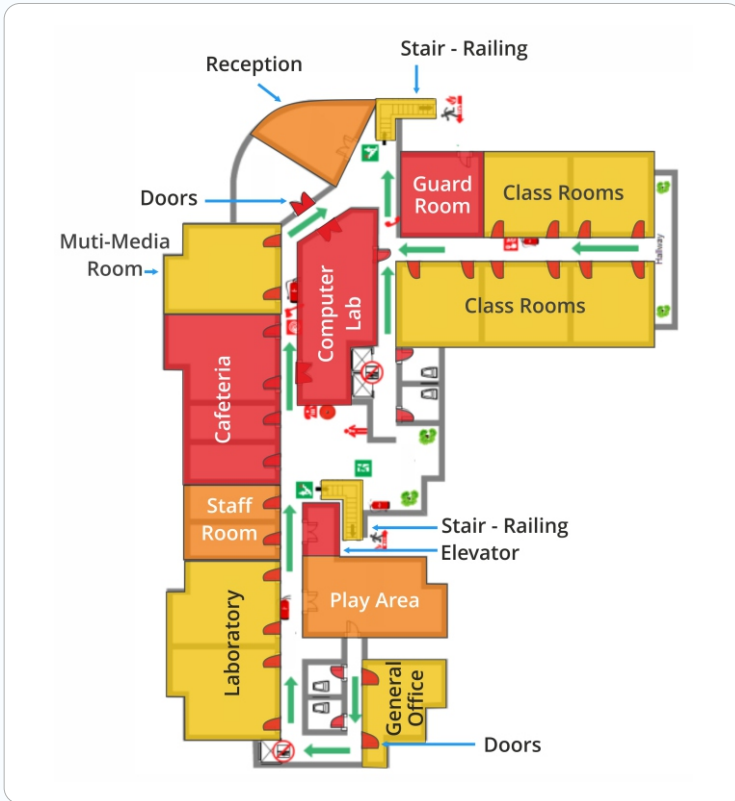 Stair - Railing
Reception
Guard
Room
Class Rooms
Doors
Muti-Media
Room
Hallway
Computer
Lab
Class Rooms
Cafeteria
Staff
Room
Stair - Railing
Elevator
Laboratory
Play Area
General
Office
Doors